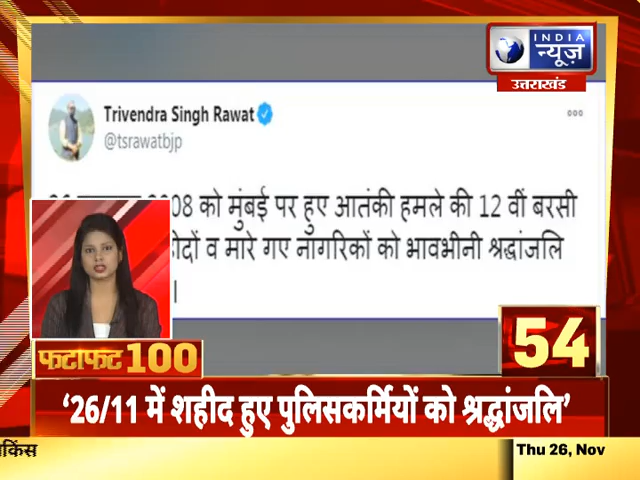 INDIA
न्यूज़
उत्तराखंड
Trivendra Singh Rawat
@tsrawatbjp
08 को मुंबई पर हुए आतंकी हमले की 12 वीं बरसी
व मारे गए नागरिकों को भावभीनी श्रद्धांजलि
।
54
फटाफट 100
‘26/11 में शहीद हुए पुलिसकर्मियों को श्रद्धांजलि’
Thu 26, Nov